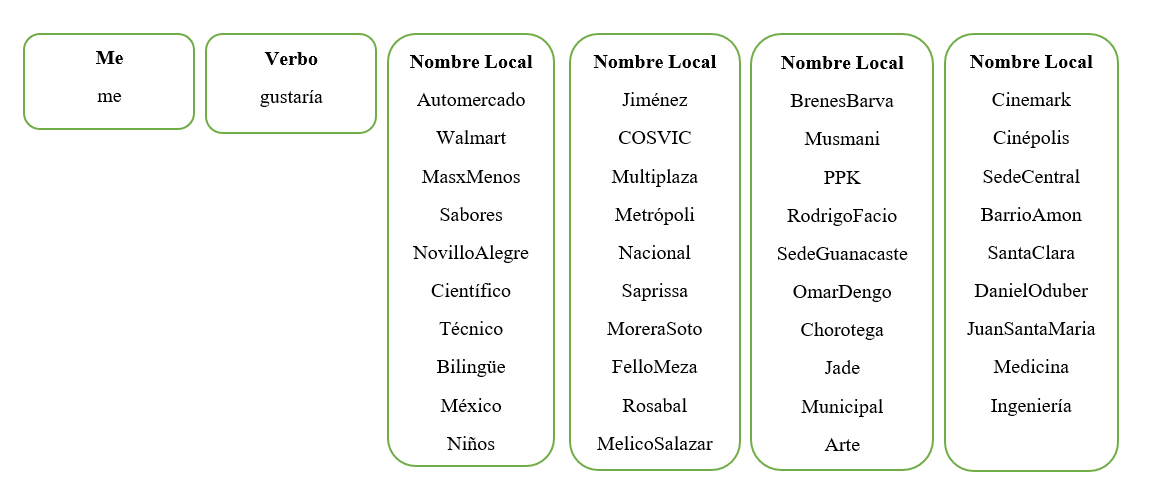 Me
me
Verbo
gustaría
Nombre Local
Automercado
Walmart
MasxMenos
Sabores
NovilloAlegre
Científico
Técnico
Bilingüe
México
Niños
Nombre Local
Jiménez
COSVIC
Multiplaza
Metrópoli
Nacional
Saprissa
MoreraSoto
FelloMeza
Rosabal
MelicoSalazar
Nombre Local
BrenesBarva
Musmani
PPK
RodrigoFacio
SedeGuanacaste
OmarDengo
Chorotega
Jade
Municipal
Arte
Nombre Local
Cinemark
Cinépolis
SedeCentral
BarrioAmon
SantaClara
DanielOduber
JuanSantaMaria
Medicina
Ingeniería